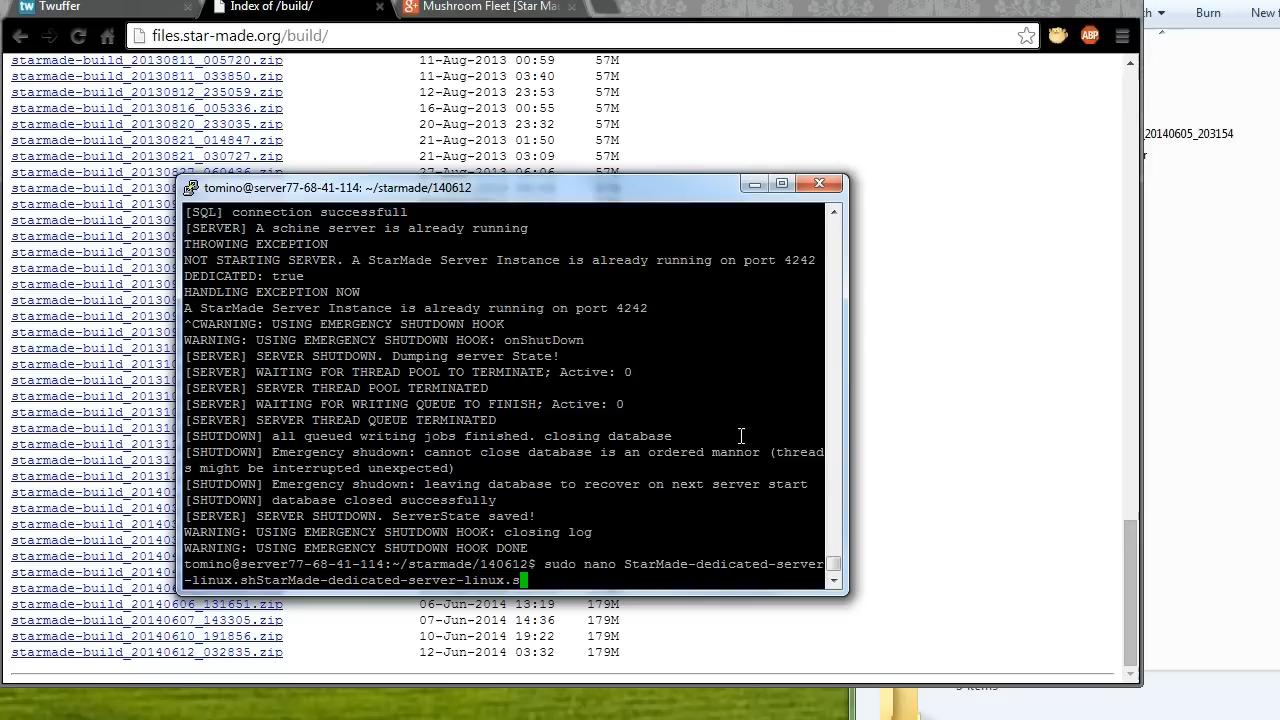 Twuffer
Index of /build/
Mushroom Fleet [Star Ma
files.star-made.org/build/
ABP
Burn
New f
starmade-build_20130811_005720.zip 11-Aug-2013 00:59 57M
starmade-build_20130811_033850.zip 11-Aug-2013 03:40 57M
starmade-build_20130812_235059.zip 12-Aug-2013 23:53 57M
starmade-build_20130816_005336.zip 16-Aug-2013 00:55 57M
starmade-build_20130820_233035.zip 20-Aug-2013 23:32 57M
starmade-build_20130821_014847.zip 21-Aug-2013 01:50 57M
starmade-build_20130821_030727.zip 21-Aug-2013 03:09 57M
_20140605_203154
tomino@server77-68-41-114: ~/starmade/140612
[SQL] connection successfull
[SERVER] A schine server is already running
THROWING EXCEPTION
NOT STARTING SERVER. A StarMade Server Instance is already running on port 4242
DEDICATED: true
HANDLING EXCEPTION NOW
A StarMade Server Instance is already running on port 4242
^CWARNING: USING EMERGENCY SHUTDOWN HOOK
WARNING: USING EMERGENCY SHUTDOWN HOOK: onShutDown
[SERVER] SERVER SHUTDOWN. Dumping server State!
[SERVER] WAITING FOR THREAD POOL TO TERMINATE; Active: 0
[SERVER] SERVER THREAD POOL TERMINATED
[SERVER] WAITING FOR WRITING QUEUE TO FINISH; Active: 0
[SERVER] SERVER THREAD QUEUE TERMINATED
[SHUTDOWN] all queued writing jobs finished. closing database
[SHUTDOWN] Emergency shudown: cannot close database is an ordered mannor (thread
s might be interrupted unexpected)
[SHUTDOWN] Emergency shudown: leaving database to recover on next server start
[SHUTDOWN] database closed successfully
[SERVER] SERVER SHUTDOWN. ServerState saved!
WARNING: USING EMERGENCY SHUTDOWN HOOK: closing log
WARNING: USING EMERGENCY SHUTDOWN HOOK DONE
tomino@server77-68-41-114:~/starmade/140612$ sudo nano StarMade-dedicated-server
-linux.shStarMade-dedicated-server-linux.s
starmade-build_20140606_131651.zip 06-Jun-2014 13:19 179M
starmade-build_20140607_143305.zip 07-Jun-2014 14:36 179M
starmade-build_20140610_191856.zip 10-Jun-2014 19:22 179M
starmade-build_20140612_032835.zip 12-Jun-2014 03:32 179M